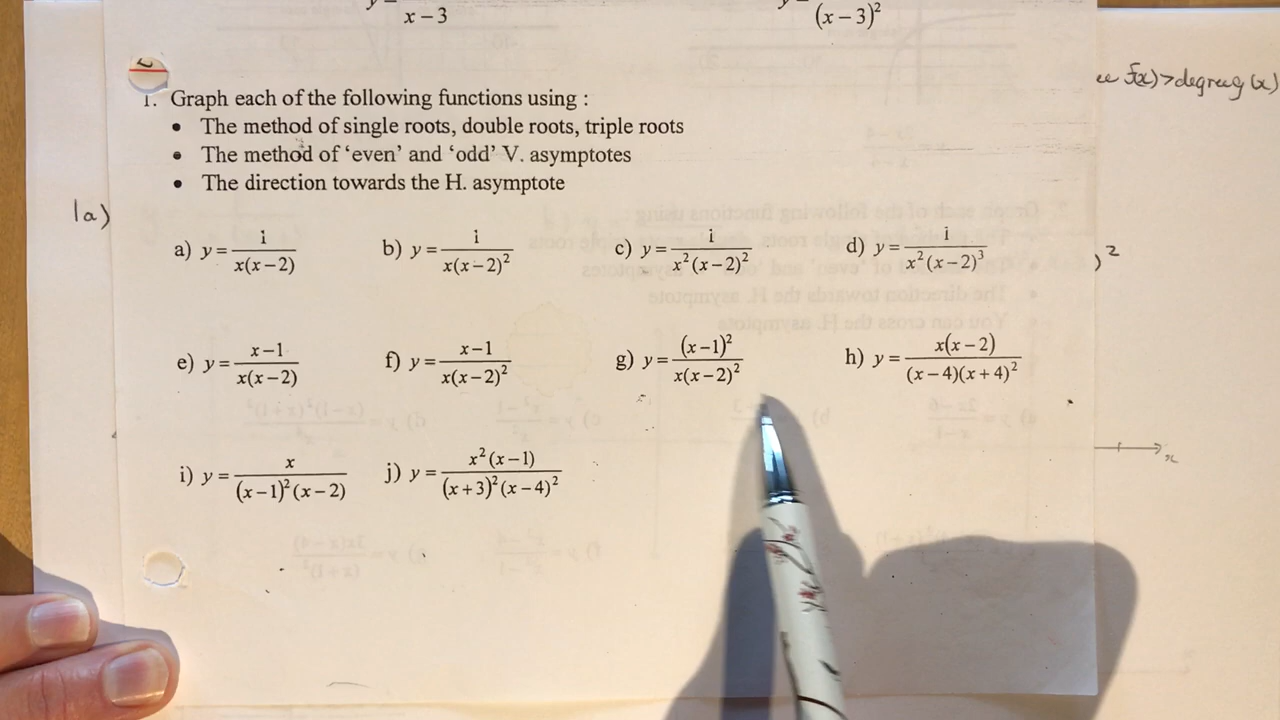 x−3    (x−3)²
1. Graph each of the following functions using :
• The method of single roots, double roots, triple roots
• The method of ‘even’ and ‘odd’ V. asymptotes
• The direction towards the H. asymptote
f(x)>degree g(x)
1a)
a) y= 1/(x(x−2))    b) y= 1/(x(x−2)²)    c) y= 1/(x²(x−2)²)    d) y= 1/(x²(x−2)³)
)²
e) y= (x−1)/(x(x−2))    f) y= (x−1)/(x(x−2)²)    g) y= (x−1)²/(x(x−2)²)    h) y= x(x−2)/((x−4)(x+4)²)
x
i) y= x/((x−1)²(x−2))    j) y= x²(x−1)/((x+3)²(x−4)²)